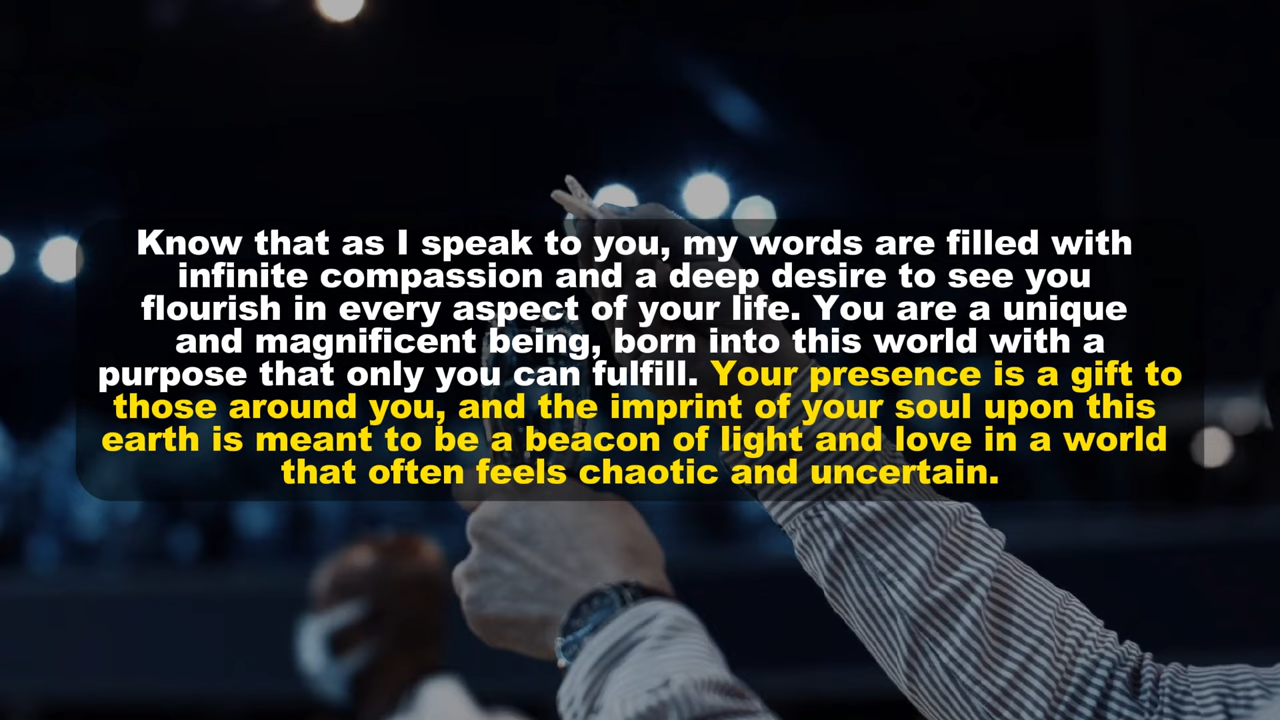 Know that as I speak to you, my words are filled with
infinite compassion and a deep desire to see you
flourish in every aspect of your life. You are a unique
and magnificent being, born into this world with a
purpose that only you can fulfill. Your presence is a gift to
those around you, and the imprint of your soul upon this
earth is meant to be a beacon of light and love in a world
that often feels chaotic and uncertain.